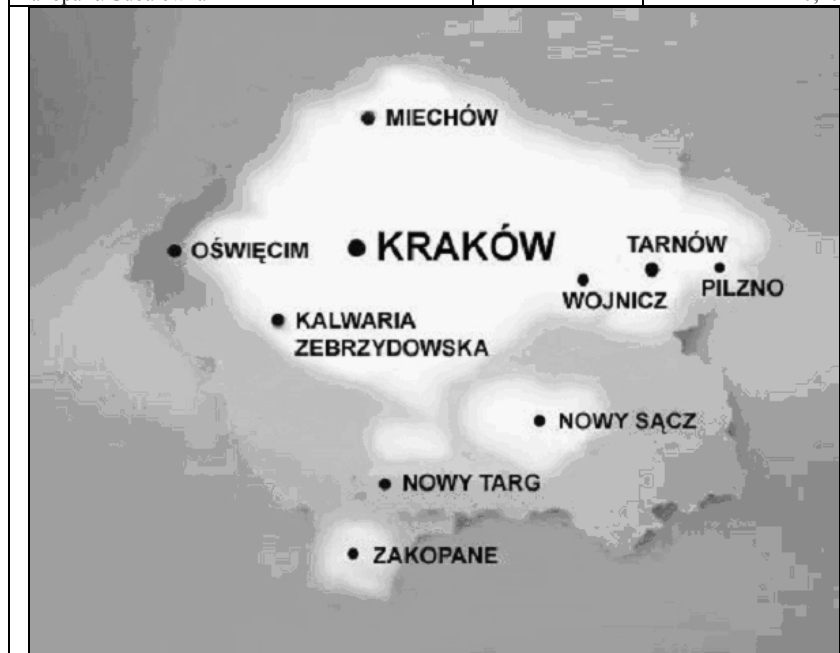 MIECHÓW
OŚWIĘCIM
KRAKÓW
TARNÓW
WOJNICZ
PILZNO
KALWARIA
ZEBRZYDOWSKA
NOWY SĄCZ
NOWY TARG
ZAKOPANE